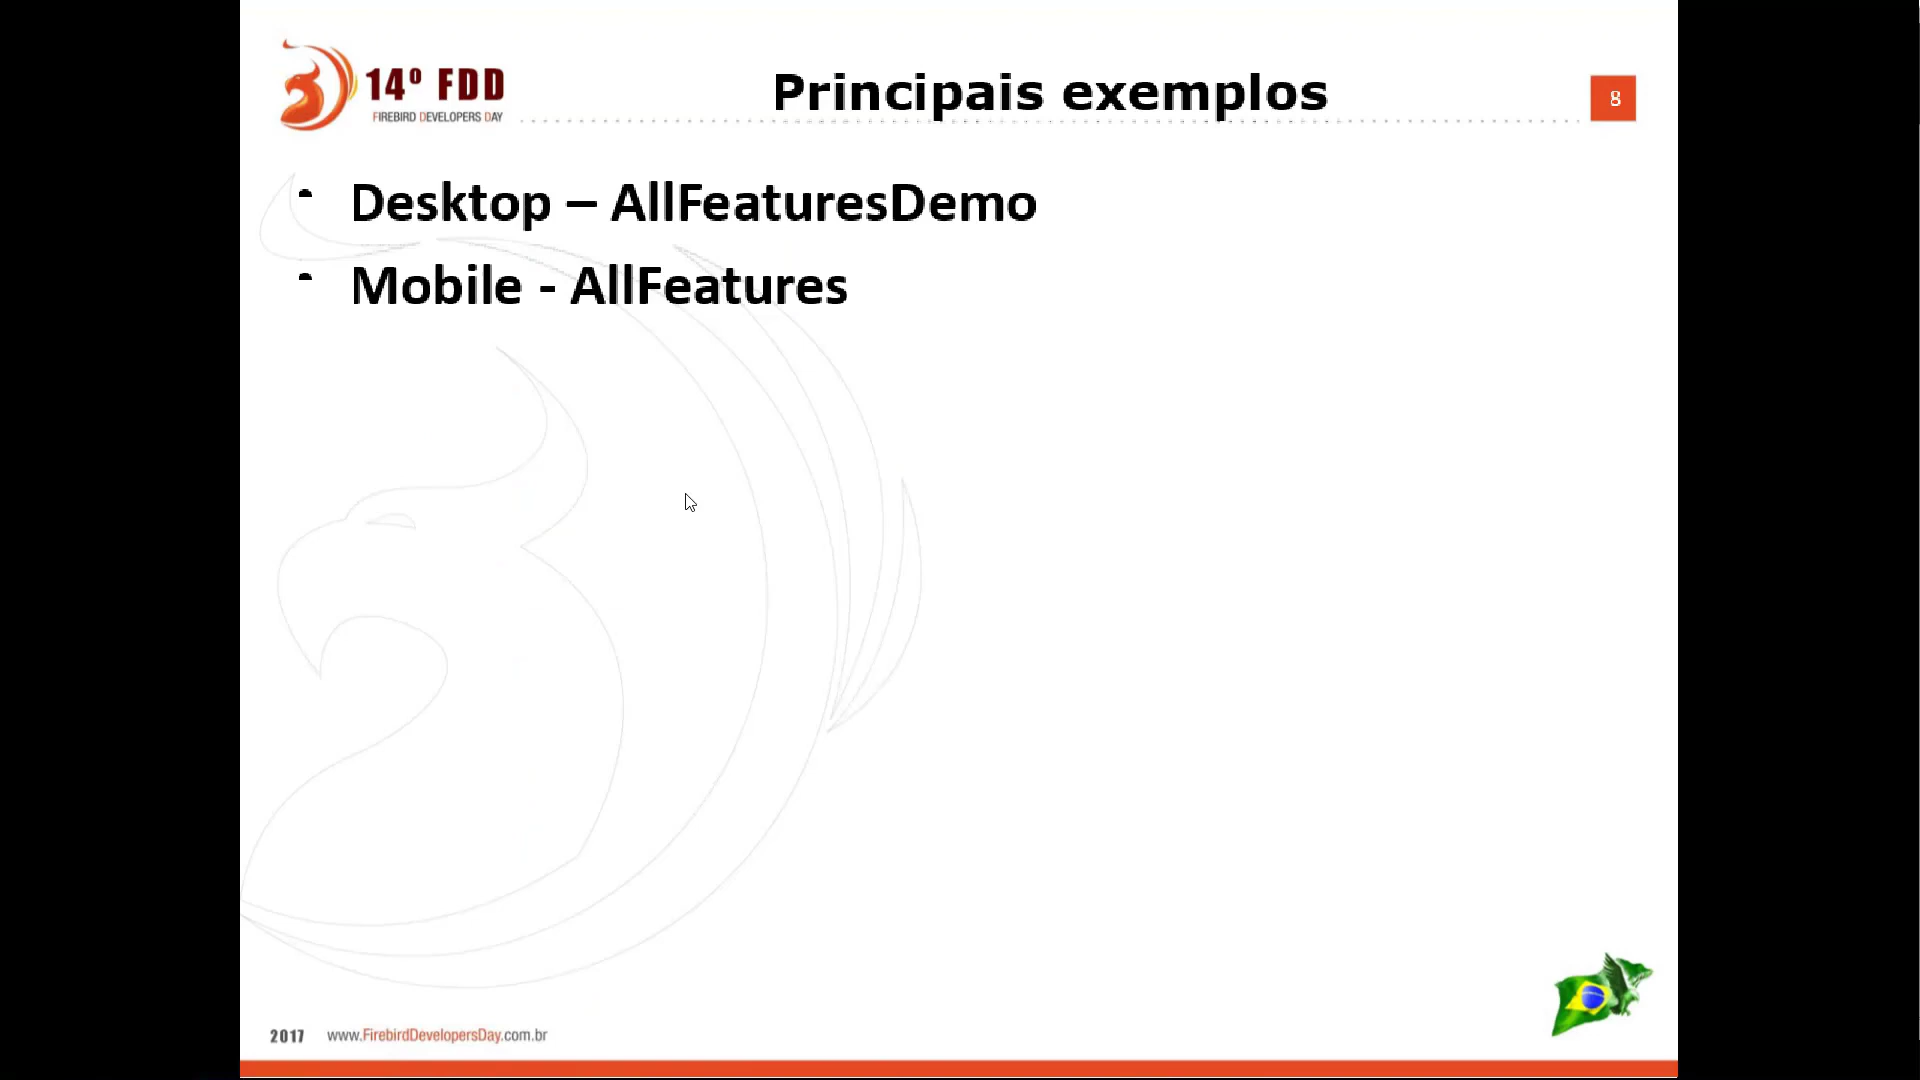 14º FDD
FIREBIRD DEVELOPERS DAY
Principais exemplos
8
• Desktop – AllFeaturesDemo
• Mobile - AllFeatures
2017 www.FirebirdDevelopersDay.com.br